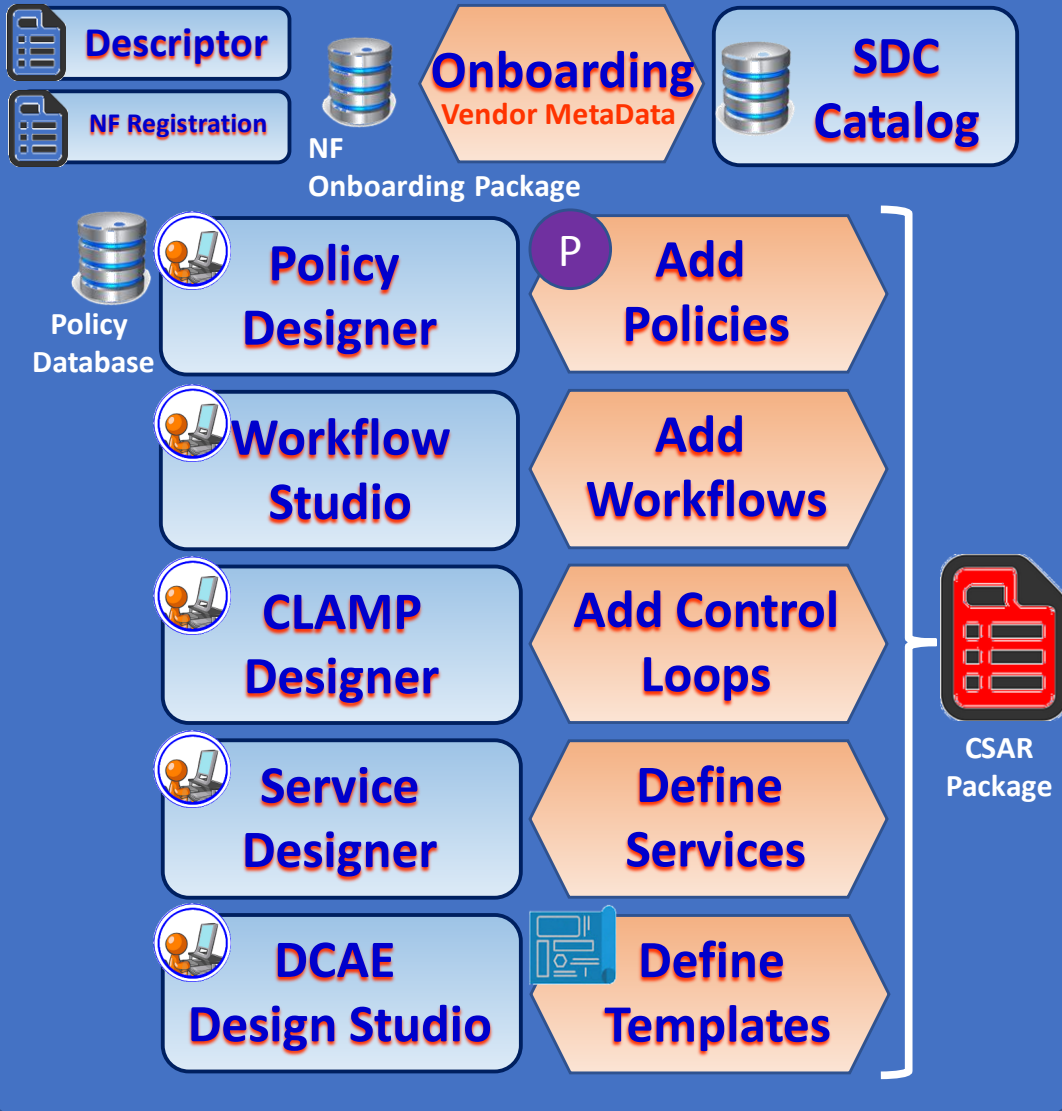 Descriptor
NF Registration
NF
Onboarding Package
Onboarding
Vendor MetaData
SDC
Catalog
Policy
Database
Policy
Designer
P
Add
Policies
Workflow
Studio
Add
Workflows
CLAMP
Designer
Add Control
Loops
Service
Designer
Define
Services
DCAE
Design Studio
Define
Templates
CSAR
Package